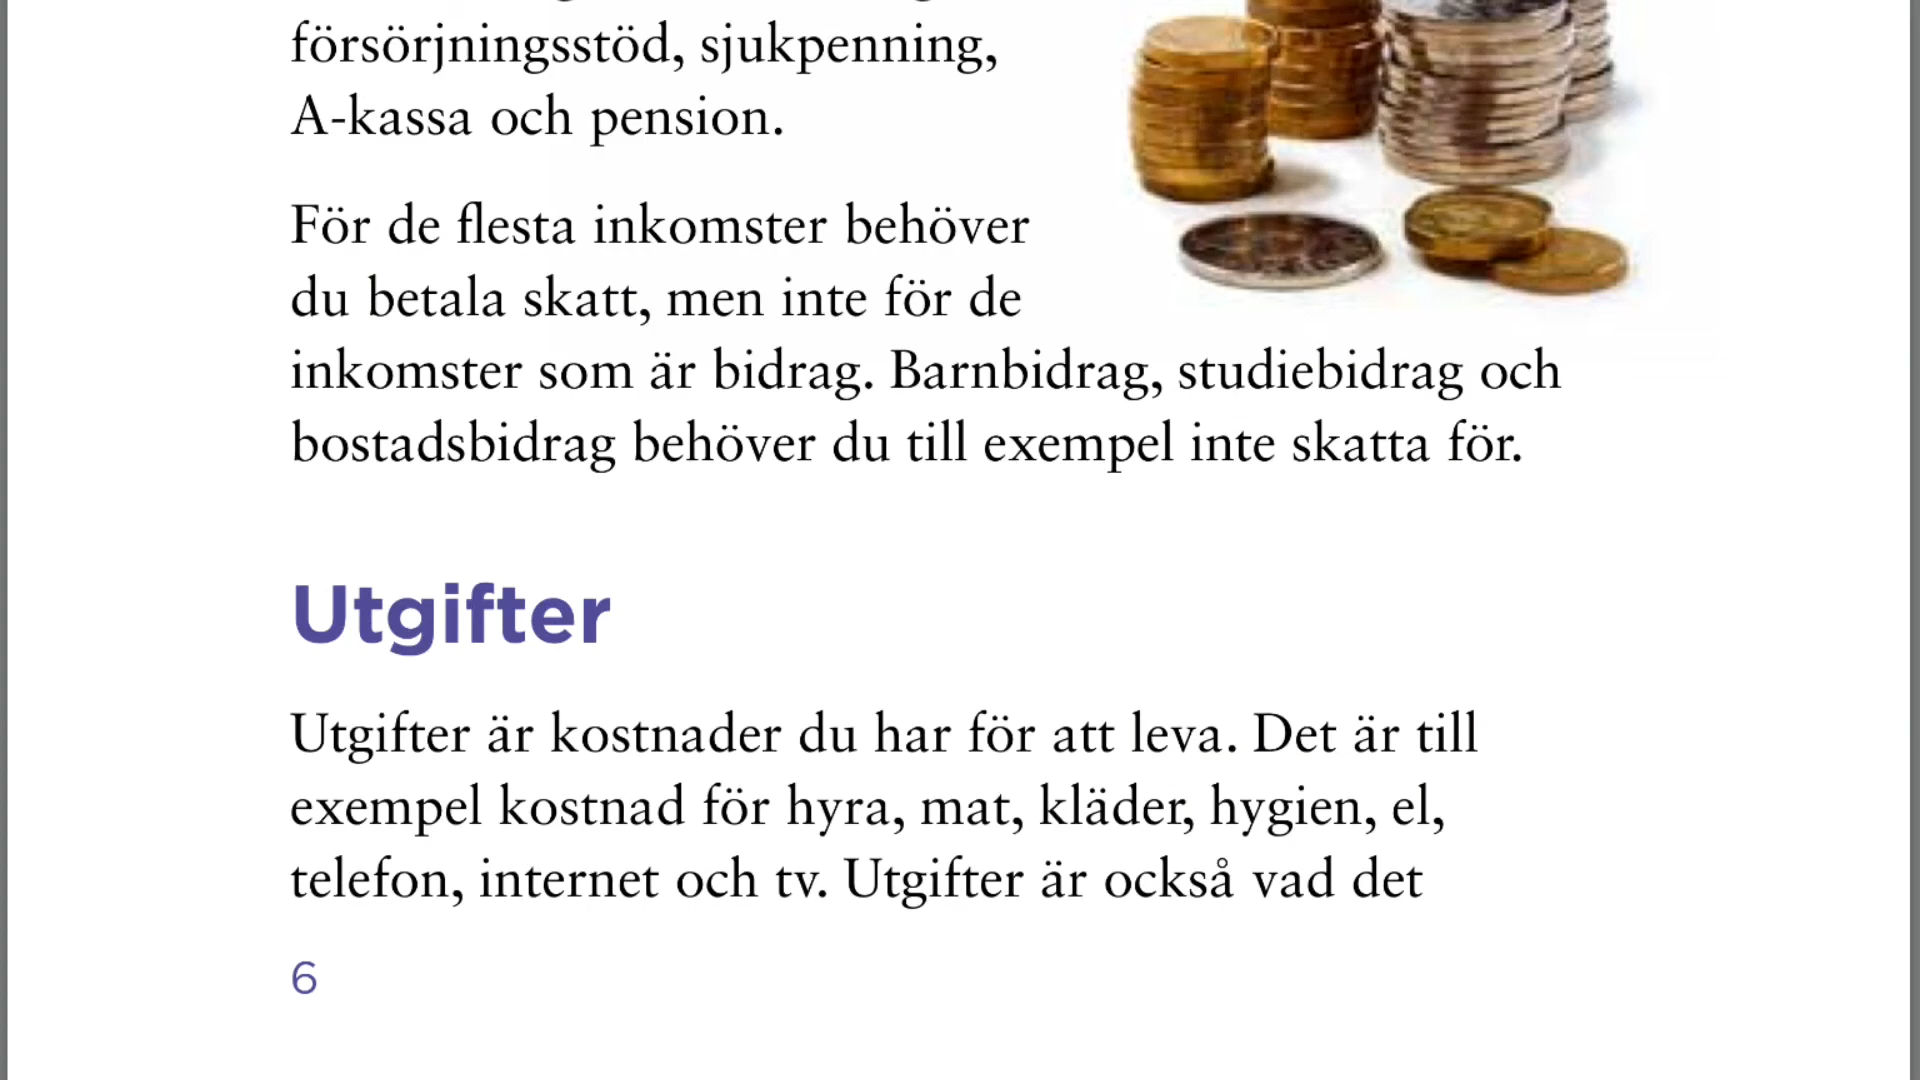 försörjningsstöd, sjukpenning,
A-kassa och pension.
För de flesta inkomster behöver
du betala skatt, men inte för de
inkomster som är bidrag. Barnbidrag, studiebidrag och
bostadsbidrag behöver du till exempel inte skatta för.
Utgifter
Utgifter är kostnader du har för att leva. Det är till
exempel kostnad för hyra, mat, kläder, hygien, el,
telefon, internet och tv. Utgifter är också vad det
6